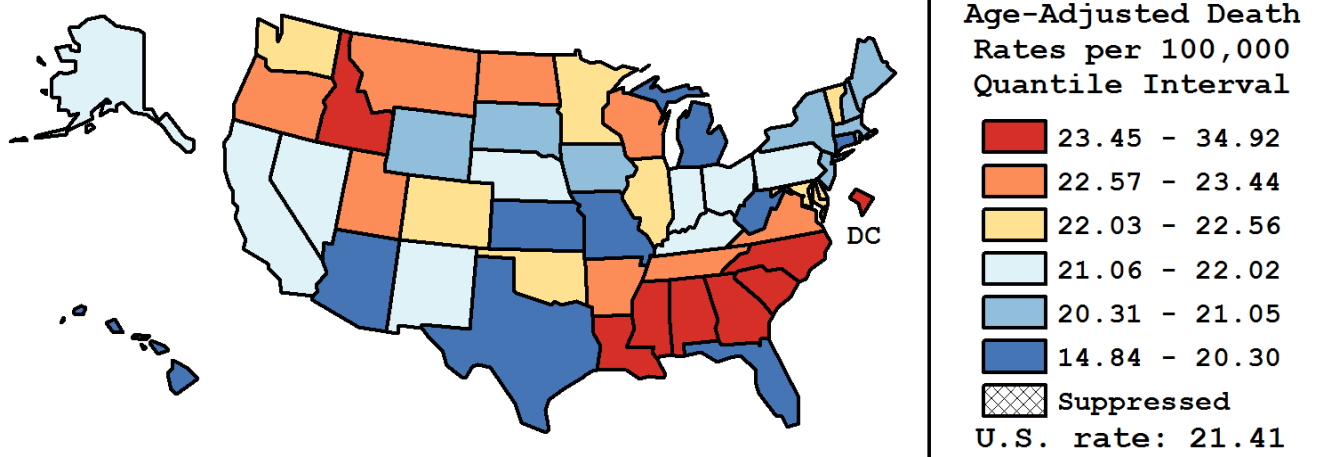 Age-Adjusted Death
Rates per 100,000
Quantile Interval
23.45 - 34.92
22.57 - 23.44
22.03 - 22.56
21.06 - 22.02
20.31 - 21.05
14.84 - 20.30
Suppressed
U.S. rate: 21.41
DC